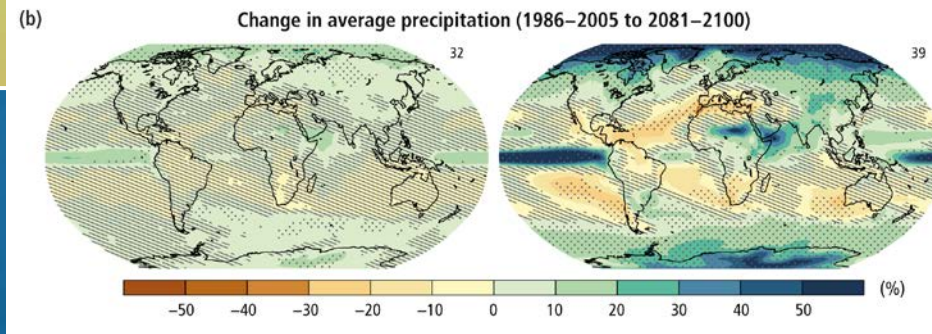 (b) Change in average precipitation (1986–2005 to 2081–2100)
32 39
−50 −40 −30 −20 −10 0 10 20 30 40 50 (%)